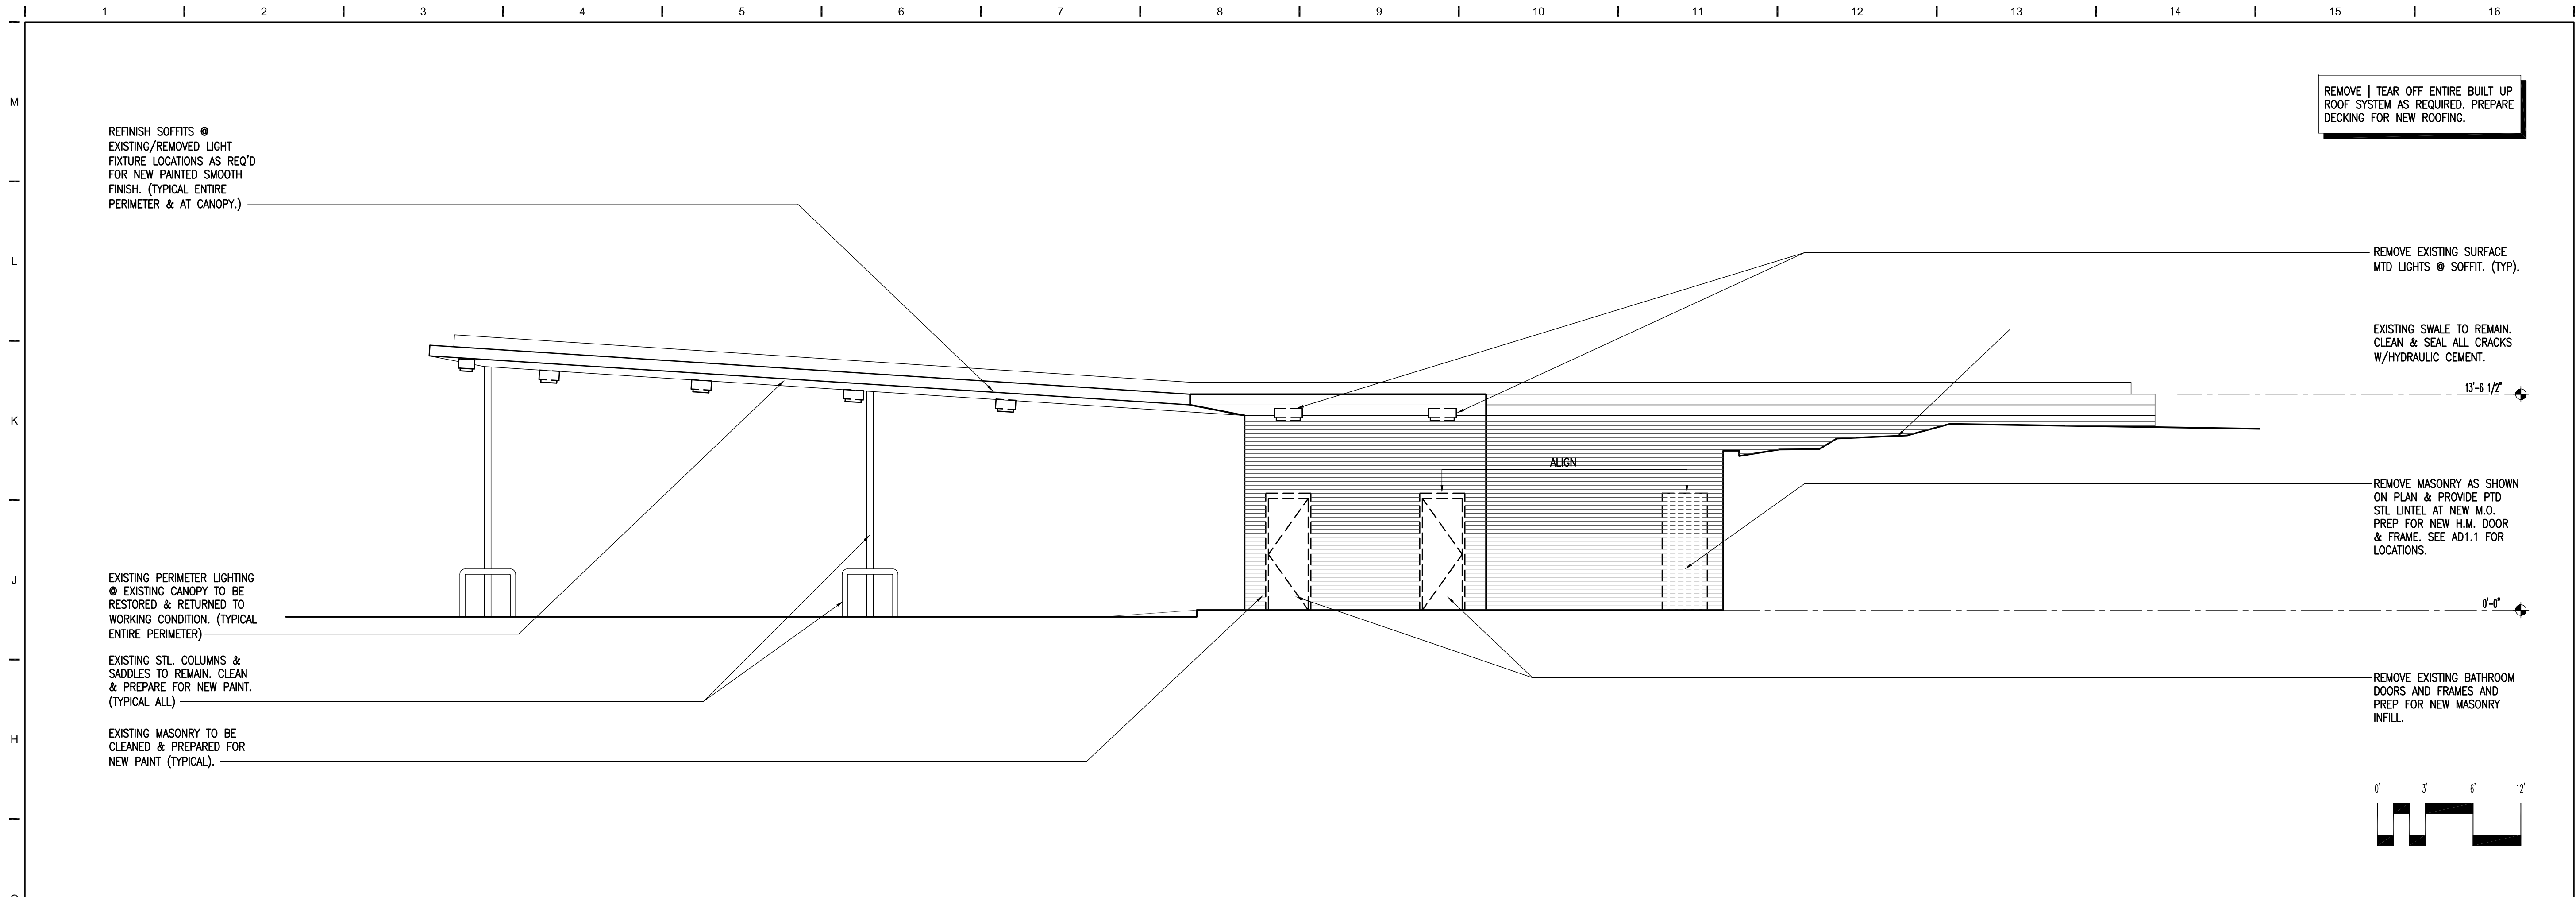 1 2 3 4 5 6 7 8 9 10 11 12 13 14 15 16
M
L
K
J
H
REMOVE | TEAR OFF ENTIRE BUILT UP
ROOF SYSTEM AS REQUIRED. PREPARE
DECKING FOR NEW ROOFING.
REFINISH SOFFITS @
EXISTING/REMOVED LIGHT
FIXTURE LOCATIONS AS REQ'D
FOR NEW PAINTED SMOOTH
FINISH. (TYPICAL ENTIRE
PERIMETER & AT CANOPY.)
REMOVE EXISTING SURFACE
MTD LIGHTS @ SOFFIT. (TYP).
EXISTING SWALE TO REMAIN.
CLEAN & SEAL ALL CRACKS
W/HYDRAULIC CEMENT.
13'-6 1/2"
ALIGN
REMOVE MASONRY AS SHOWN
ON PLAN & PROVIDE PTD
STL LINTEL AT NEW M.O.
PREP FOR NEW H.M. DOOR
& FRAME. SEE AD1.1 FOR
LOCATIONS.
EXISTING PERIMETER LIGHTING
@ EXISTING CANOPY TO BE
RESTORED & RETURNED TO
WORKING CONDITION. (TYPICAL
ENTIRE PERIMETER)
0'-0"
EXISTING STL. COLUMNS &
SADDLES TO REMAIN. CLEAN
& PREPARE FOR NEW PAINT.
(TYPICAL ALL)
REMOVE EXISTING BATHROOM
DOORS AND FRAMES AND
PREP FOR NEW MASONRY
INFILL.
EXISTING MASONRY TO BE
CLEANED & PREPARED FOR
NEW PAINT (TYPICAL).
0' 3' 6' 12'